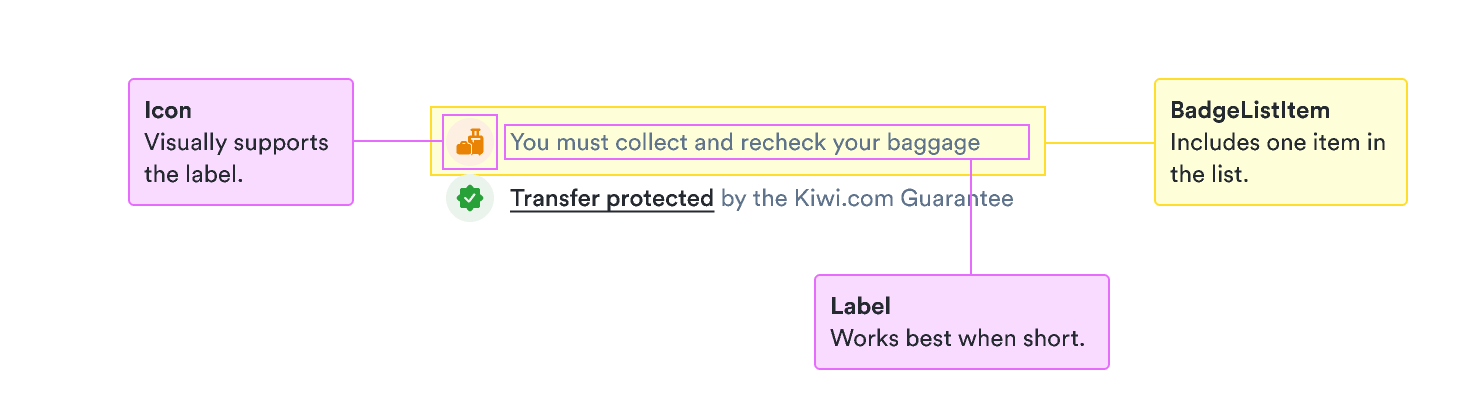 Icon
Visually supports
the label.
You must collect and recheck your baggage
Transfer protected by the Kiwi.com Guarantee
BadgeListItem
Includes one item in
the list.
Label
Works best when short.